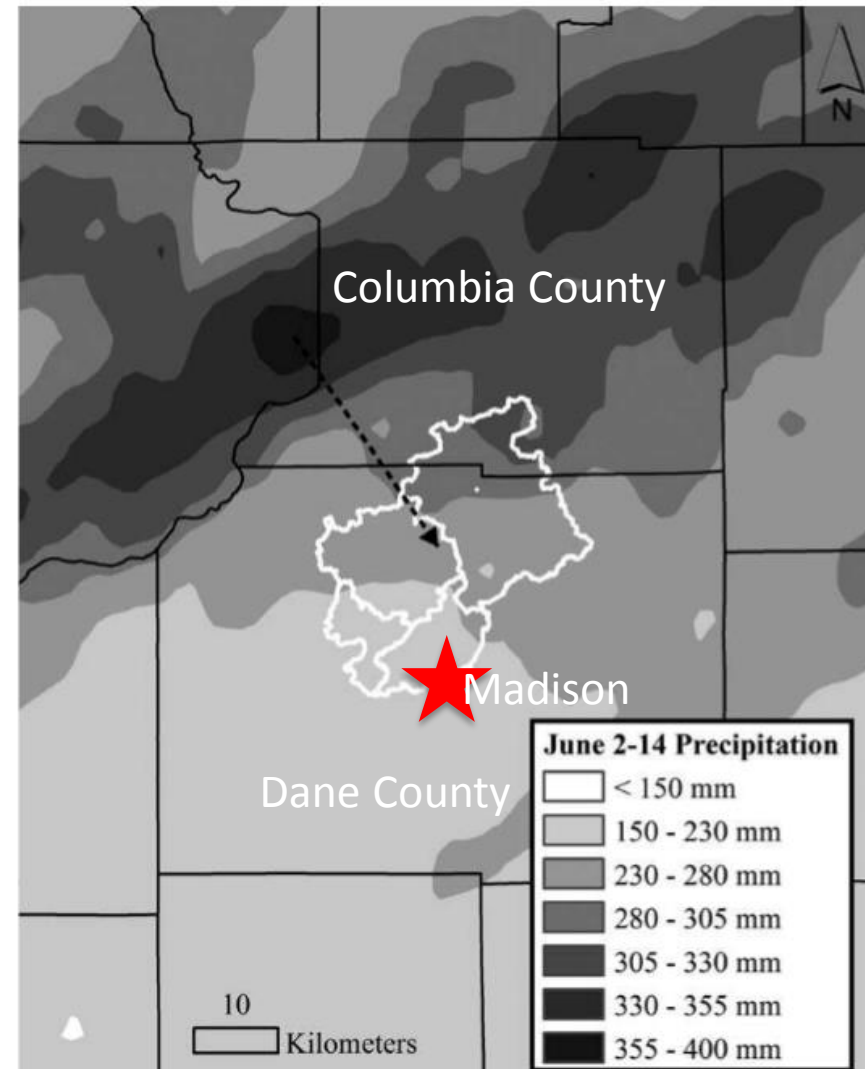 N
Columbia County
Madison
Dane County
June 2-14 Precipitation
< 150 mm
150 - 230 mm
230 - 280 mm
280 - 305 mm
305 - 330 mm
330 - 355 mm
355 - 400 mm
10
Kilometers